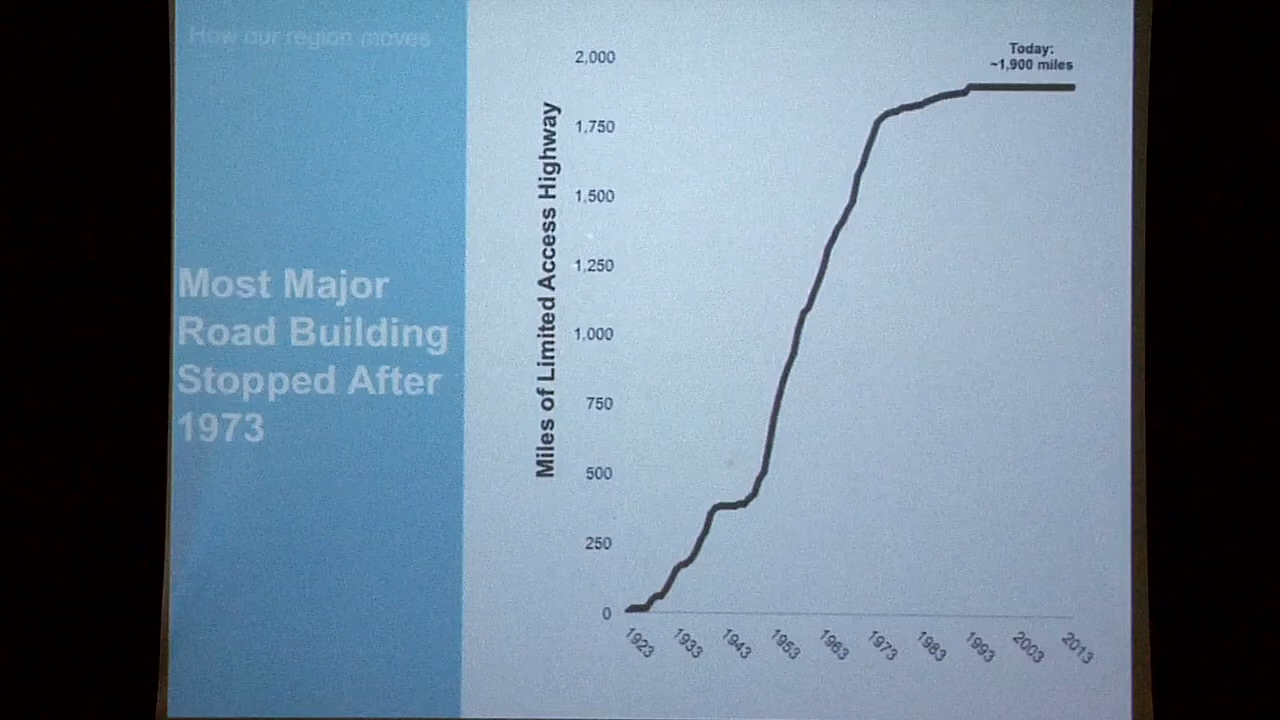 How our region moves
Most Major
Road Building
Stopped After
1973
Miles of Limited Access Highway
2,000
1,750
1,500
1,250
1,000
750
500
250
0
Today:
~1,900 miles
1923
1933
1943
1953
1963
1973
1983
1993
2003
2013